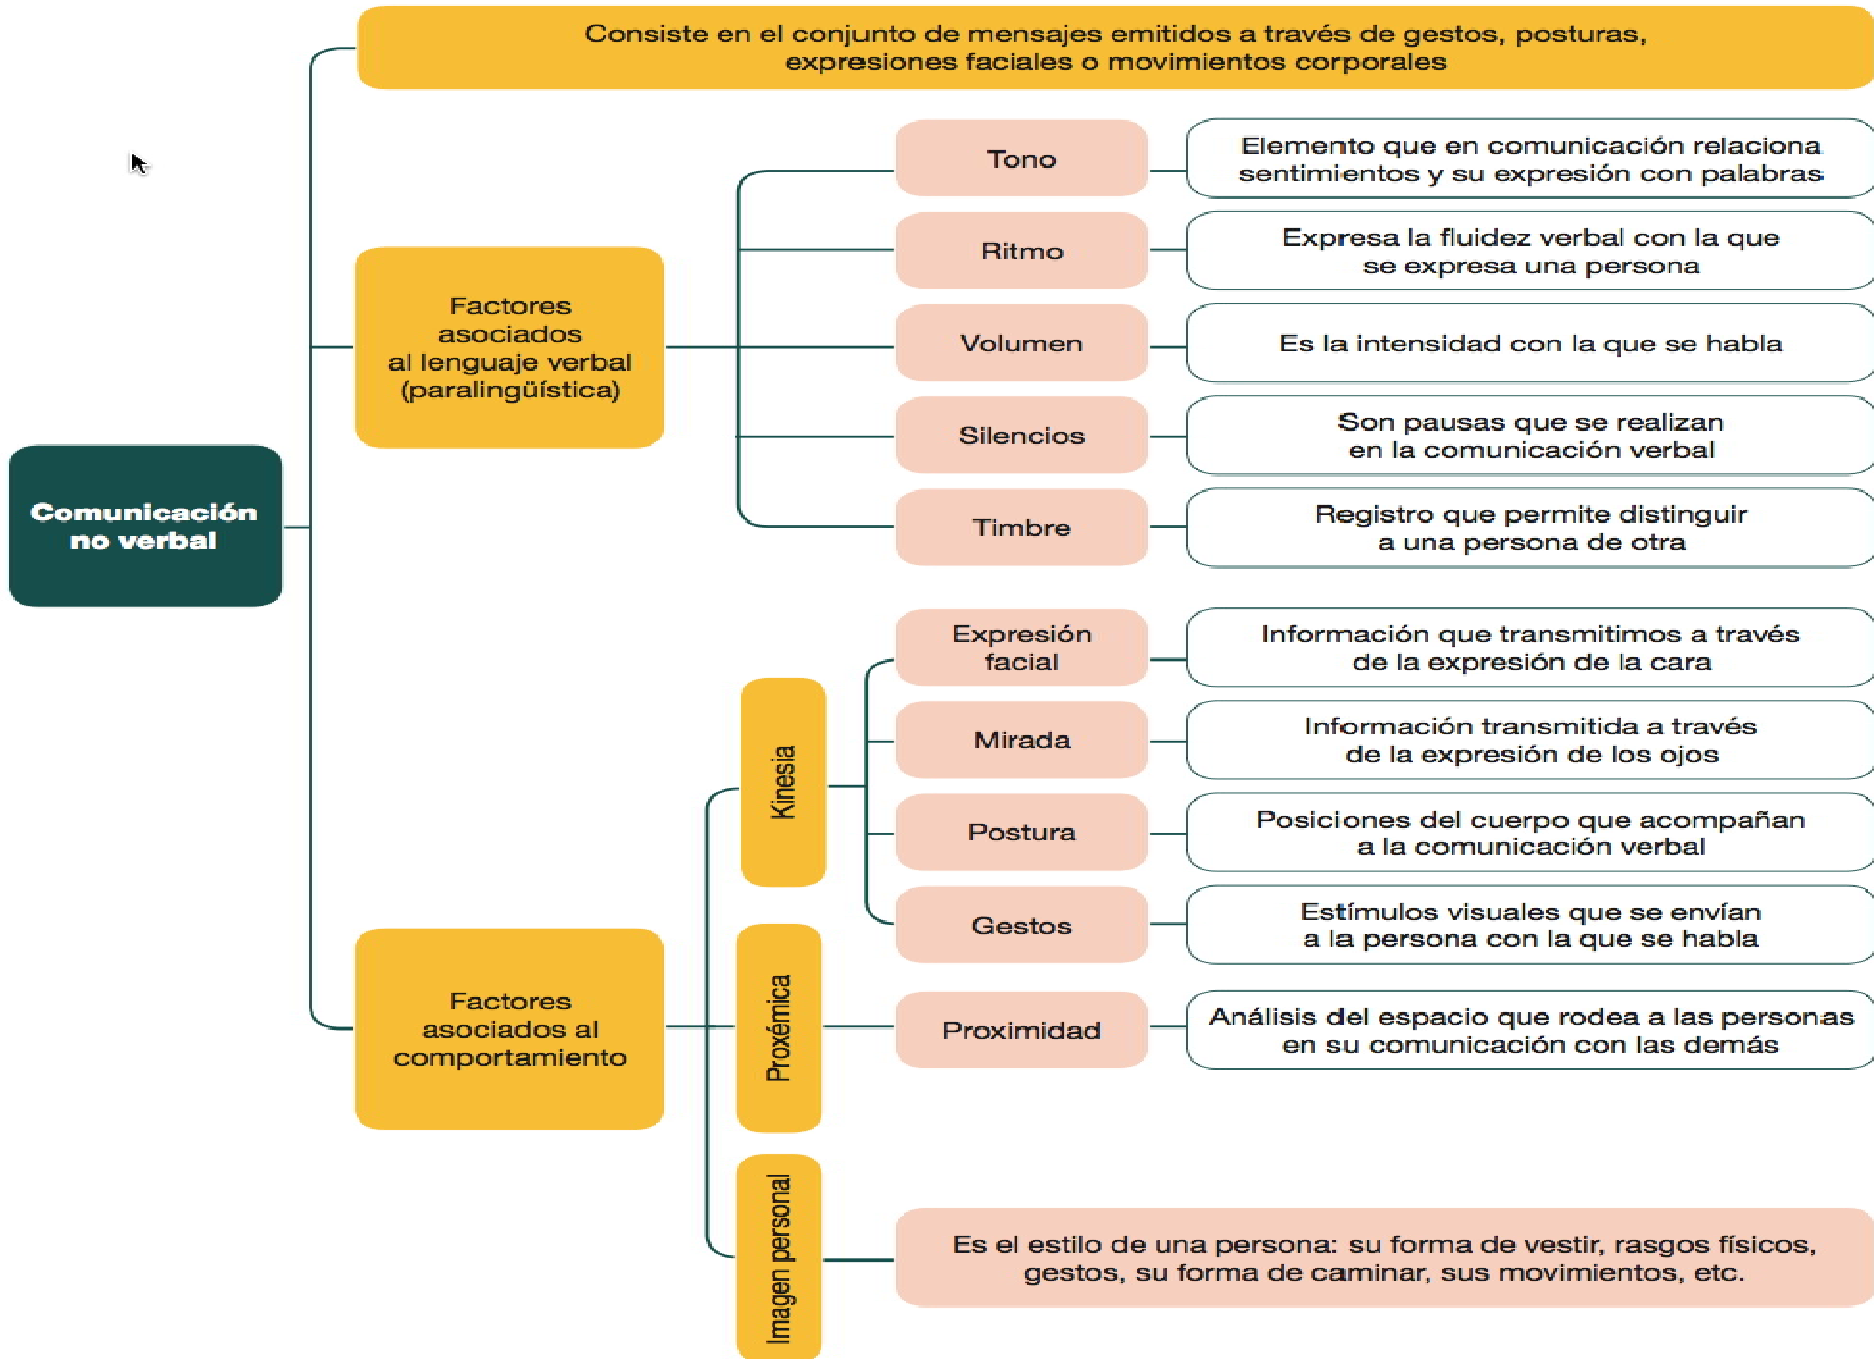 Consiste en el conjunto de mensajes emitidos a través de gestos, posturas,
expresiones faciales o movimientos corporales
Comunicación
no verbal
Factores
asociados
al lenguaje verbal
(paralingüística)
Tono
Elemento que en comunicación relaciona
sentimientos y su expresión con palabras
Ritmo
Expresa la fluidez verbal con la que
se expresa una persona
Volumen
Es la intensidad con la que se habla
Silencios
Son pausas que se realizan
en la comunicación verbal
Timbre
Registro que permite distinguir
a una persona de otra
Factores
asociados al
comportamiento
Kinesia
Expresión
facial
Información que transmitimos a través
de la expresión de la cara
Mirada
Información transmitida a través
de la expresión de los ojos
Postura
Posiciones del cuerpo que acompañan
a la comunicación verbal
Gestos
Estímulos visuales que se envían
a la persona con la que se habla
Proxémica
Proximidad
Análisis del espacio que rodea a las personas
en su comunicación con las demás
Imagen personal
Es el estilo de una persona: su forma de vestir, rasgos físicos,
gestos, su forma de caminar, sus movimientos, etc.